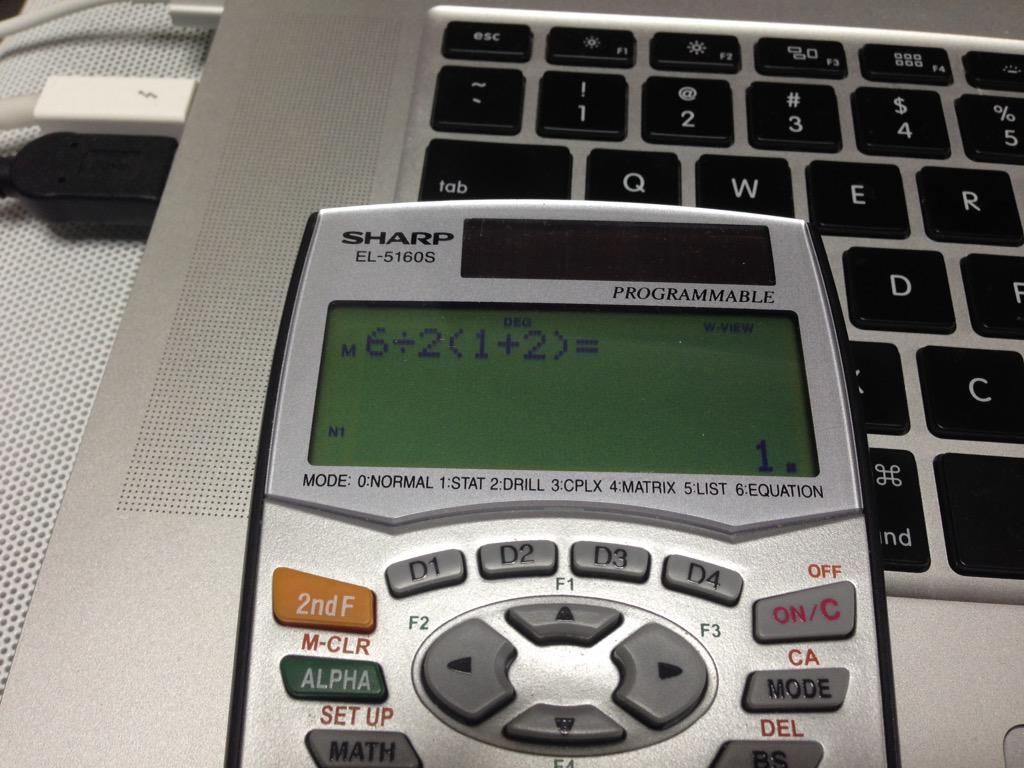 esc F1 F2 F3 F4
~ ! @ # $ %
` 1 2 3 4 5
tab Q W E R
D F
C
⌘
SHARP
EL-5160S
PROGRAMMABLE
DEG W-VIEW
M 6÷2(1+2)=
N1
1.
MODE: 0:NORMAL 1:STAT 2:DRILL 3:CPLX 4:MATRIX 5:LIST 6:EQUATION
D1 D2 D3 D4
OFF
2ndF F1 ON/C
F2 F3
M-CLR CA
ALPHA MODE
SET UP DEL
MATH F4 BS